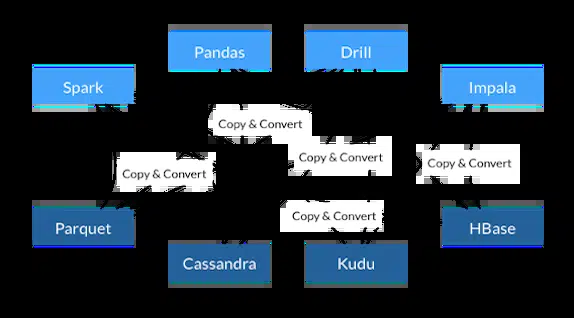 Pandas
Drill
Spark
Impala
Copy & Convert
Copy & Convert
Copy & Convert
Copy & Convert
Copy & Convert
Parquet
HBase
Cassandra
Kudu